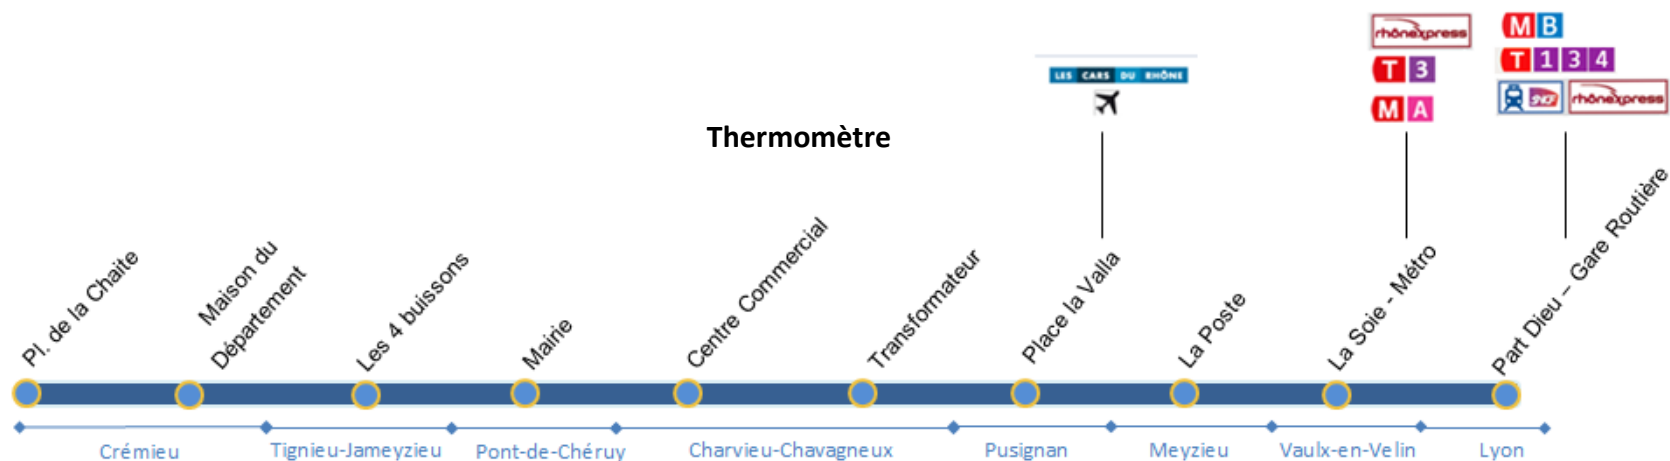 rhônexpress
T 3
M A
M B
T 1 3 4
SNCF rhônexpress
LES CARS DU RHÔNE
Thermomètre
Pl. de la Chaite
Maison du
Département
Les 4 buissons
Mairie
Centre Commercial
Transformateur
Place la Valla
La Poste
La Soie - Métro
Part Dieu – Gare Routière
Crémieu
Tignieu-Jameyzieu
Pont-de-Chéruy
Charvieu-Chavagneux
Pusignan
Meyzieu
Vaulx-en-Velin
Lyon